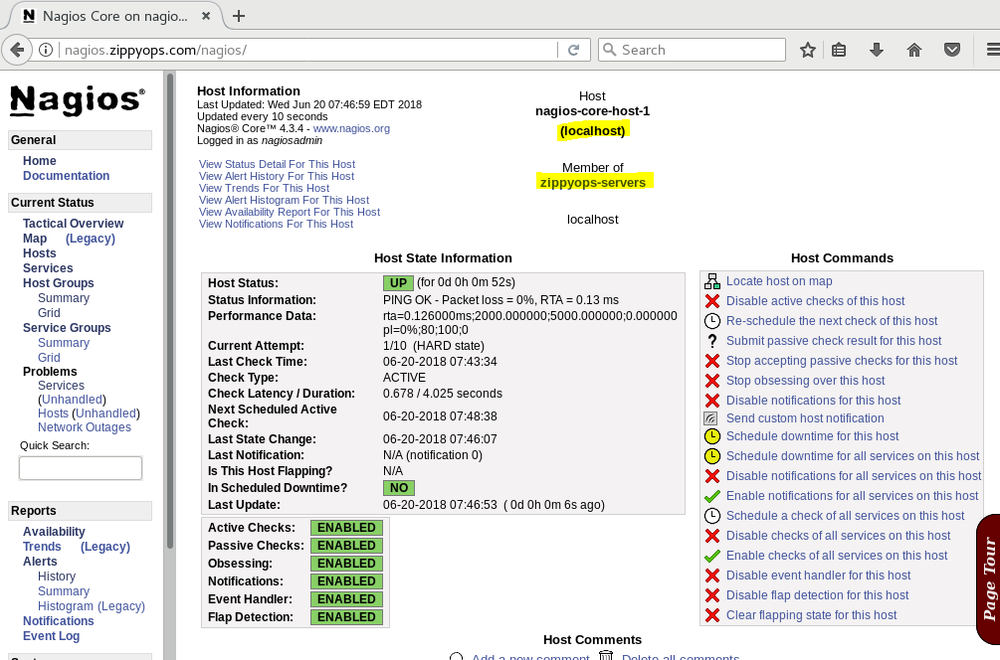 Nagios Core on nagio...
nagios.zippyops.com/nagios/
Search
Nagios®
General
Home
Documentation
Current Status
Tactical Overview
Map (Legacy)
Hosts
Services
Host Groups
Summary
Grid
Service Groups
Summary
Grid
Problems
Services
(Unhandled)
Hosts (Unhandled)
Network Outages
Quick Search:
Reports
Availability
Trends (Legacy)
Alerts
History
Summary
Histogram (Legacy)
Notifications
Event Log
Host Information
Last Updated: Wed Jun 20 07:46:59 EDT 2018
Updated every 10 seconds
Nagios® Core™ 4.3.4 - www.nagios.org
Logged in as nagiosadmin
View Status Detail For This Host
View Alert History For This Host
View Trends For This Host
View Alert Histogram For This Host
View Availability Report For This Host
View Notifications For This Host
Host
nagios-core-host-1
(localhost)
Member of
zippyops-servers
localhost
Host State Information
Host Status: UP (for 0d 0h 0m 52s)
Status Information: PING OK - Packet loss = 0%, RTA = 0.13 ms
Performance Data: rta=0.126000ms;2000.000000;5000.000000;0.000000
pl=0%;80;100;0
Current Attempt: 1/10 (HARD state)
Last Check Time: 06-20-2018 07:43:34
Check Type: ACTIVE
Check Latency / Duration: 0.678 / 4.025 seconds
Next Scheduled Active
Check: 06-20-2018 07:48:38
Last State Change: 06-20-2018 07:46:07
Last Notification: N/A (notification 0)
Is This Host Flapping? N/A
In Scheduled Downtime? NO
Last Update: 06-20-2018 07:46:53 ( 0d 0h 0m 6s ago)
Active Checks: ENABLED
Passive Checks: ENABLED
Obsessing: ENABLED
Notifications: ENABLED
Event Handler: ENABLED
Flap Detection: ENABLED
Host Commands
Locate host on map
Disable active checks of this host
Re-schedule the next check of this host
Submit passive check result for this host
Stop accepting passive checks for this host
Stop obsessing over this host
Disable notifications for this host
Send custom host notification
Schedule downtime for this host
Schedule downtime for all services on this host
Disable notifications for all services on this host
Enable notifications for all services on this host
Schedule a check of all services on this host
Disable checks of all services on this host
Enable checks of all services on this host
Disable event handler for this host
Disable flap detection for this host
Clear flapping state for this host
Page Tour
Host Comments
Add a new comment Delete all comments